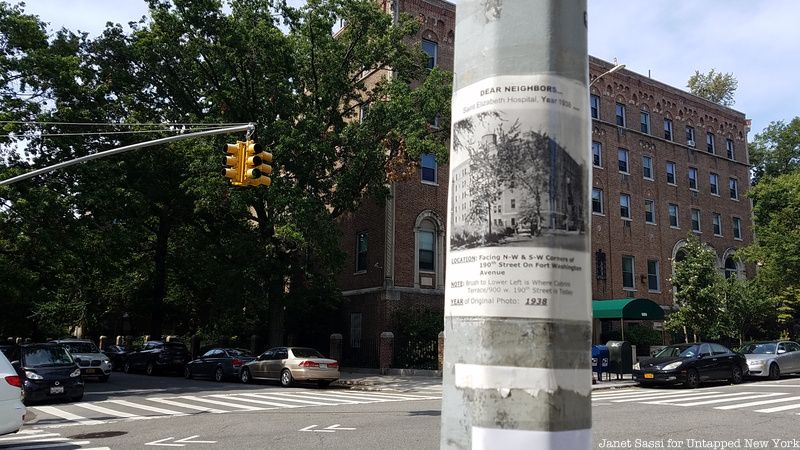 DEAR NEIGHBORS...
Saint Elizabeth Hospital, Year 1938 ...
LOCATION: Facing N-W & S-W Corners of
190th Street On Fort Washington
Avenue
NOTE: Brush to Lower Left is Where Cabrini
Terrace/900 w. 190th Street is Today
YEAR of Original Photo: 1938
Janet Sassi for Untapped New York